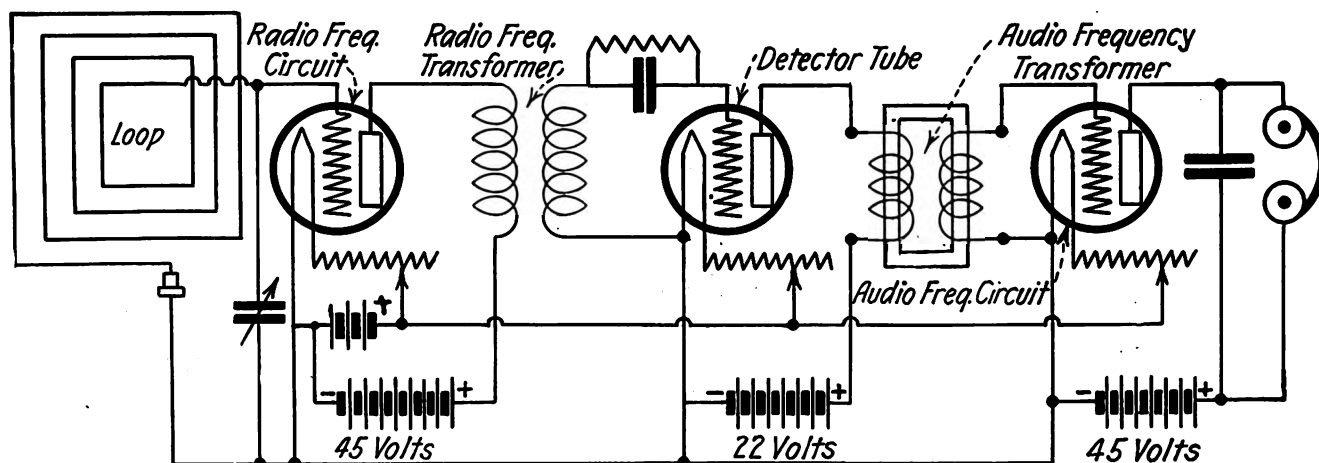 Radio Freq.
Circuit
Radio Freq.
Transformer
Detector Tube
Audio Frequency
Transformer
Loop
Audio Freq. Circuit
+
- +
45 Volts
- +
22 Volts
- +
45 Volts